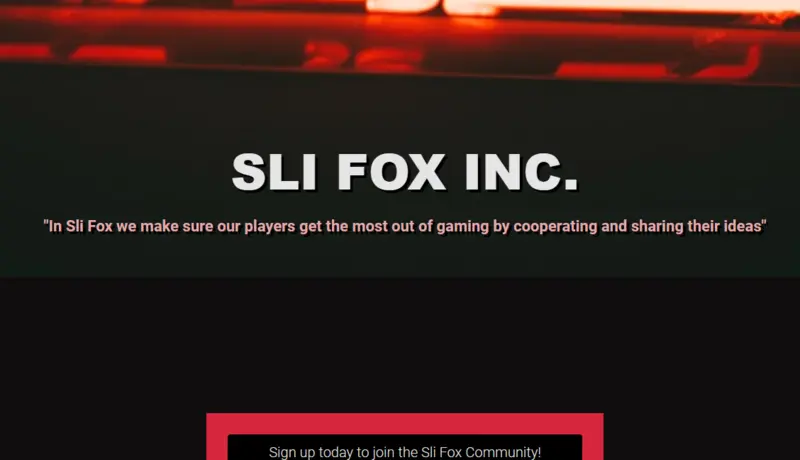 SLI FOX INC.
"In Sli Fox we make sure our players get the most out of gaming by cooperating and sharing their ideas"
Sign up today to join the Sli Fox Community!